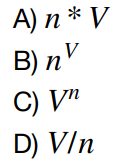 A) n * V
B) n^V
C) V^n
D) V/n